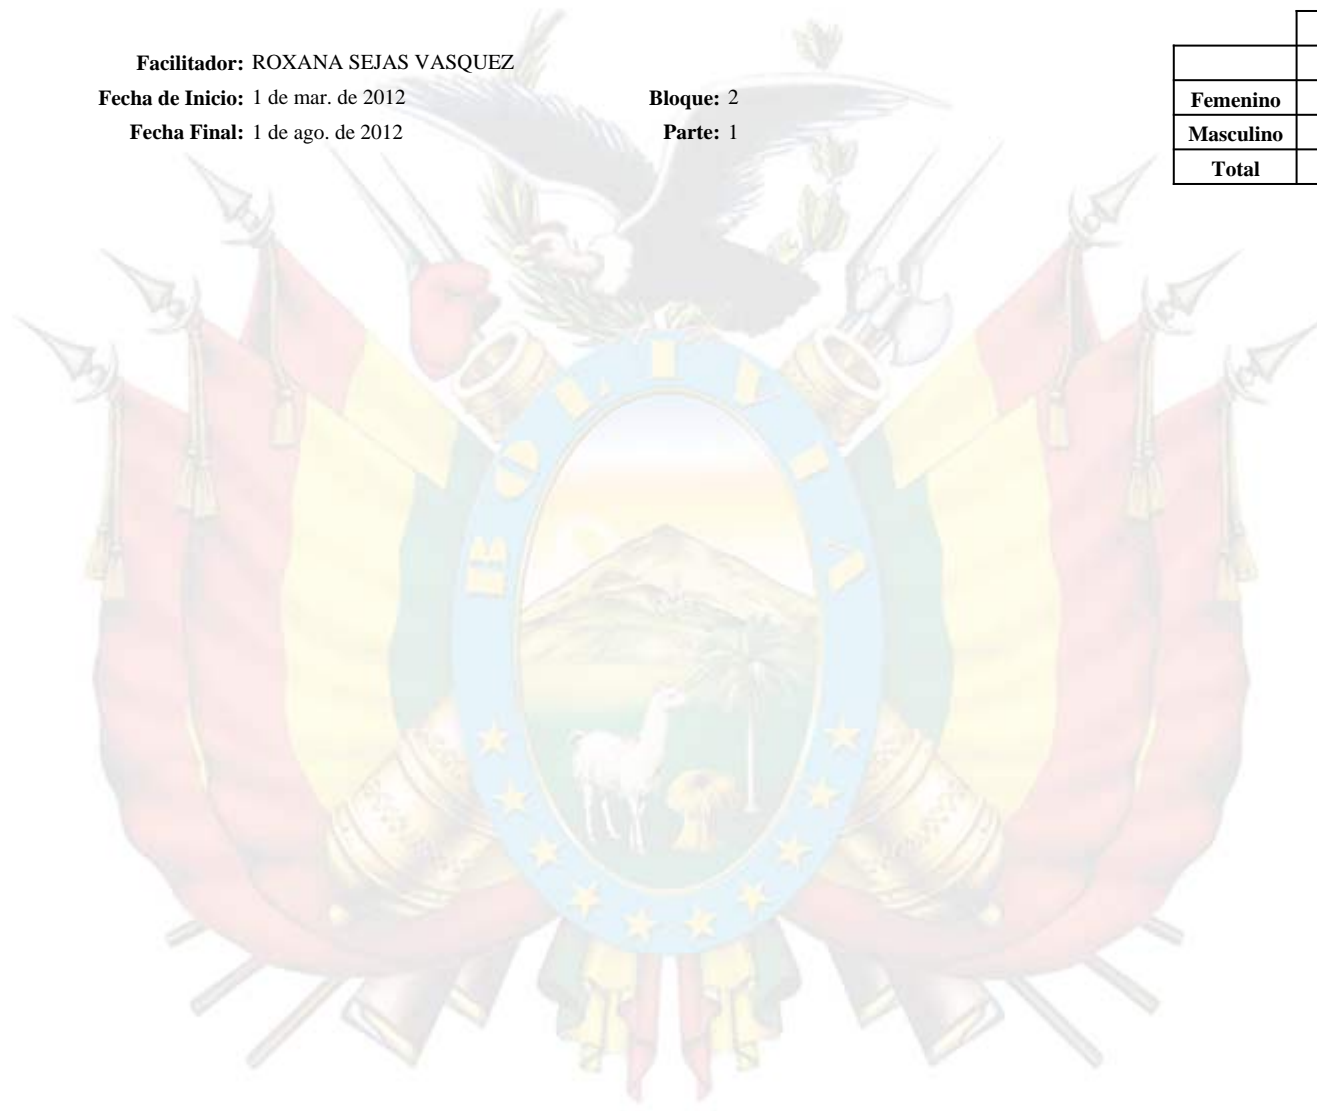 Facilitador: ROXANA SEJAS VASQUEZ
Fecha de Inicio: 1 de mar. de 2012 Bloque: 2
Fecha Final: 1 de ago. de 2012 Parte: 1
Femenino
Masculino
Total
BOLIVIA